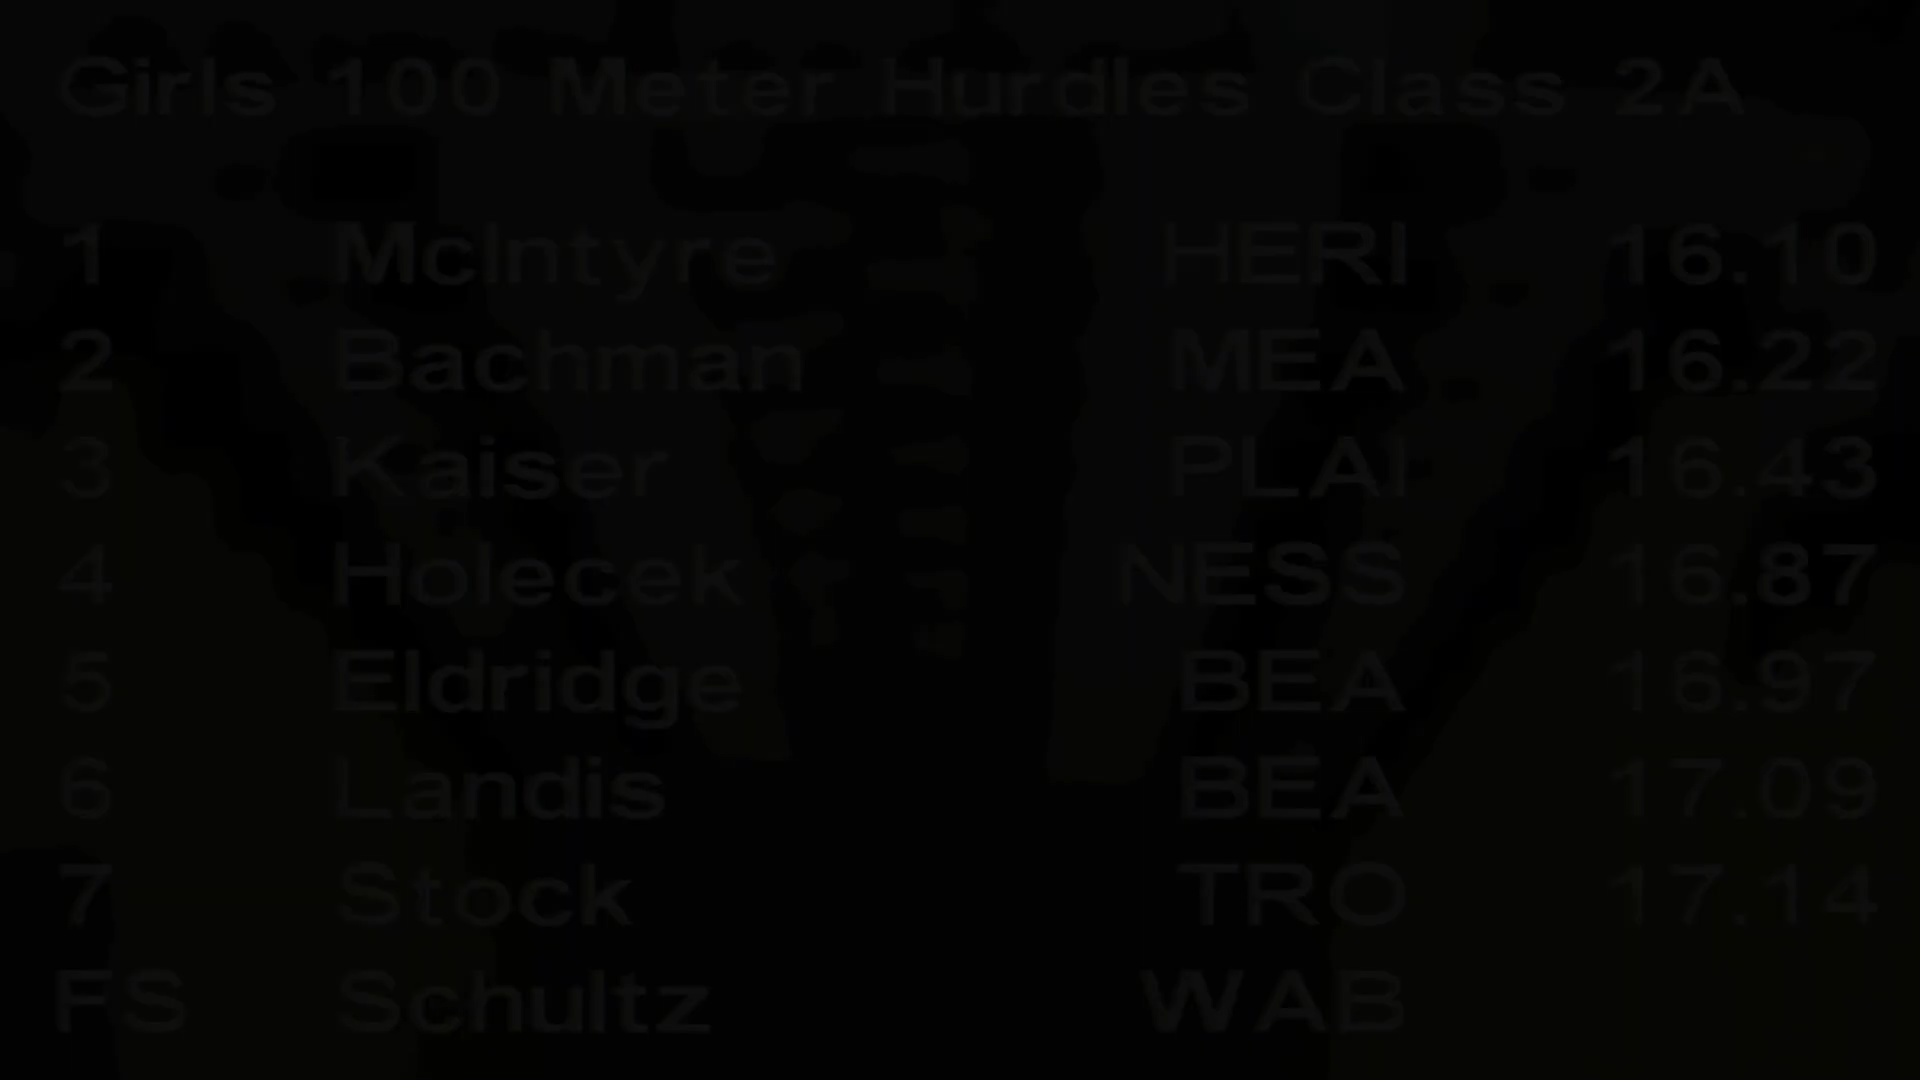 Girls 100 Meter Hurdles Class 2A
1 McIntyre HERI 16.10
2 Bachman MEA 16.22
3 Kaiser PLAI 16.43
4 Holecek NESS 16.87
5 Eldridge BEA 16.97
6 Landis BEA 17.09
7 Stock TRO 17.14
FS Schultz WAB